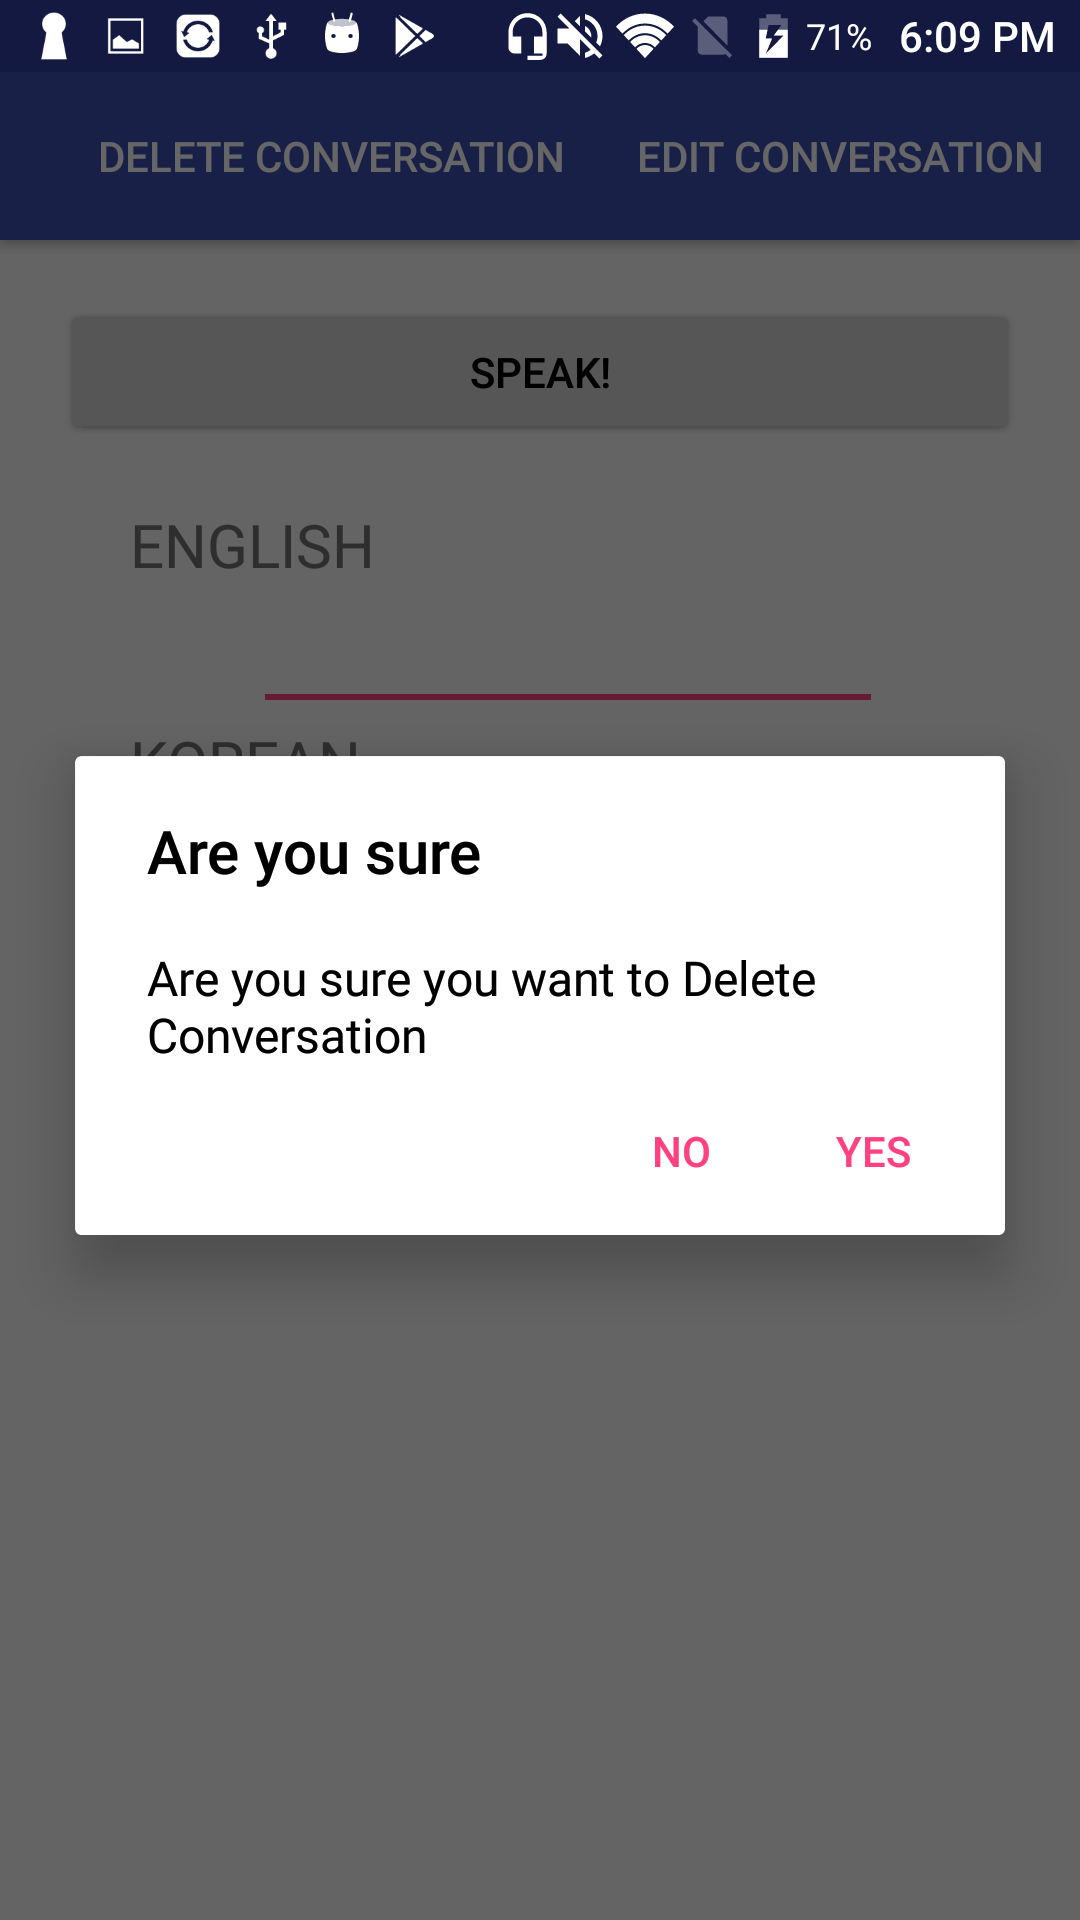 71% 6:09 PM
DELETE CONVERSATION EDIT CONVERSATION
SPEAK!
ENGLISH
KOREAN
Are you sure
Are you sure you want to Delete
Conversation
NO YES